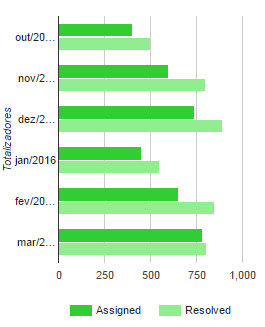 Totalizadores
out/20...
nov/2...
dez/2...
jan/2016
fev/20...
mar/2...
0 250 500 750 1,000
Assigned Resolved